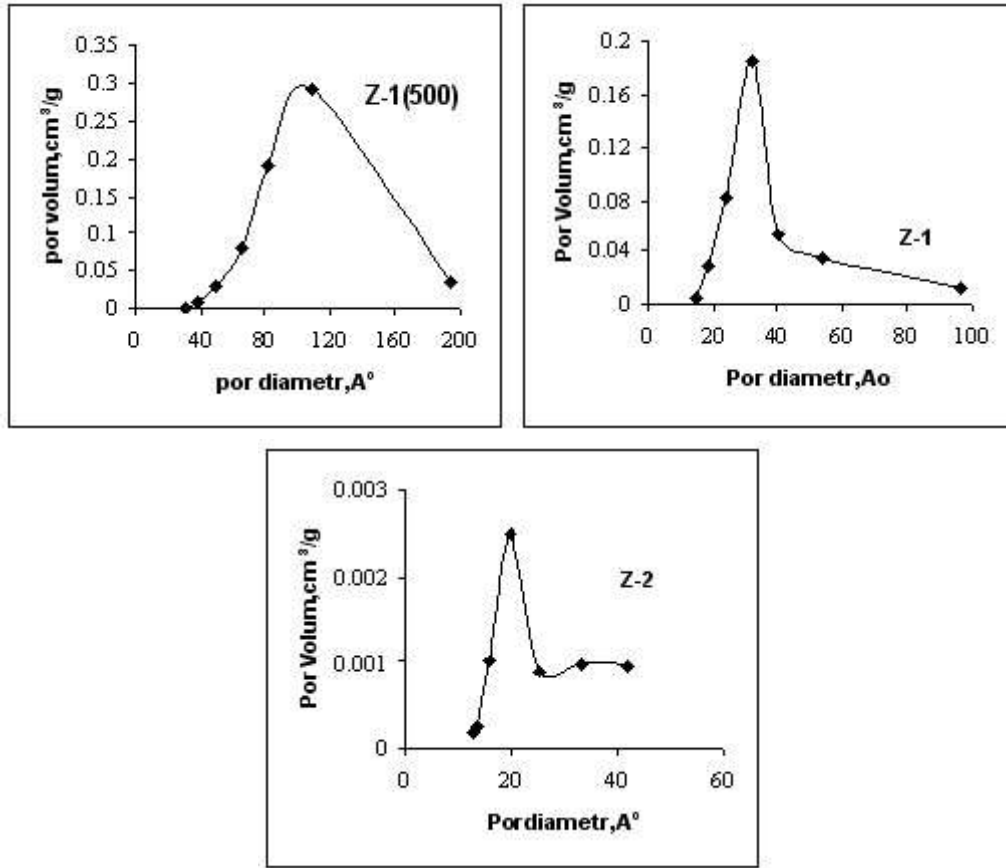 por volum,cm³/g
0.35
0.3
0.25
0.2
0.15
0.1
0.05
0
Z-1(500)
0 40 80 120 160 200
por diametr,A°
Por Volum,cm³/g
0.2
0.16
0.12
0.08
0.04
0
Z-1
0 20 40 60 80 100
Por diametr,Ao
Por Volum,cm³/g
0.003
0.002
0.001
0
Z-2
0 20 40 60
Pordiametr,A°